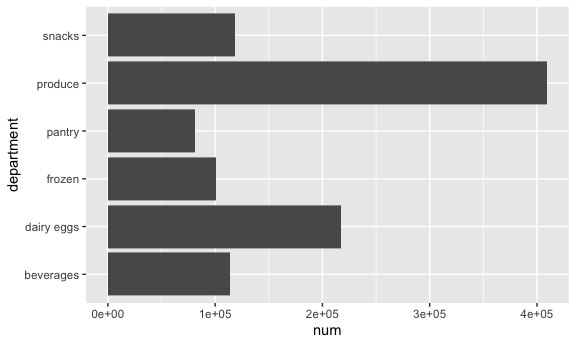 snacks
produce
pantry
frozen
dairy eggs
beverages
department
0e+00 1e+05 2e+05 3e+05 4e+05
num